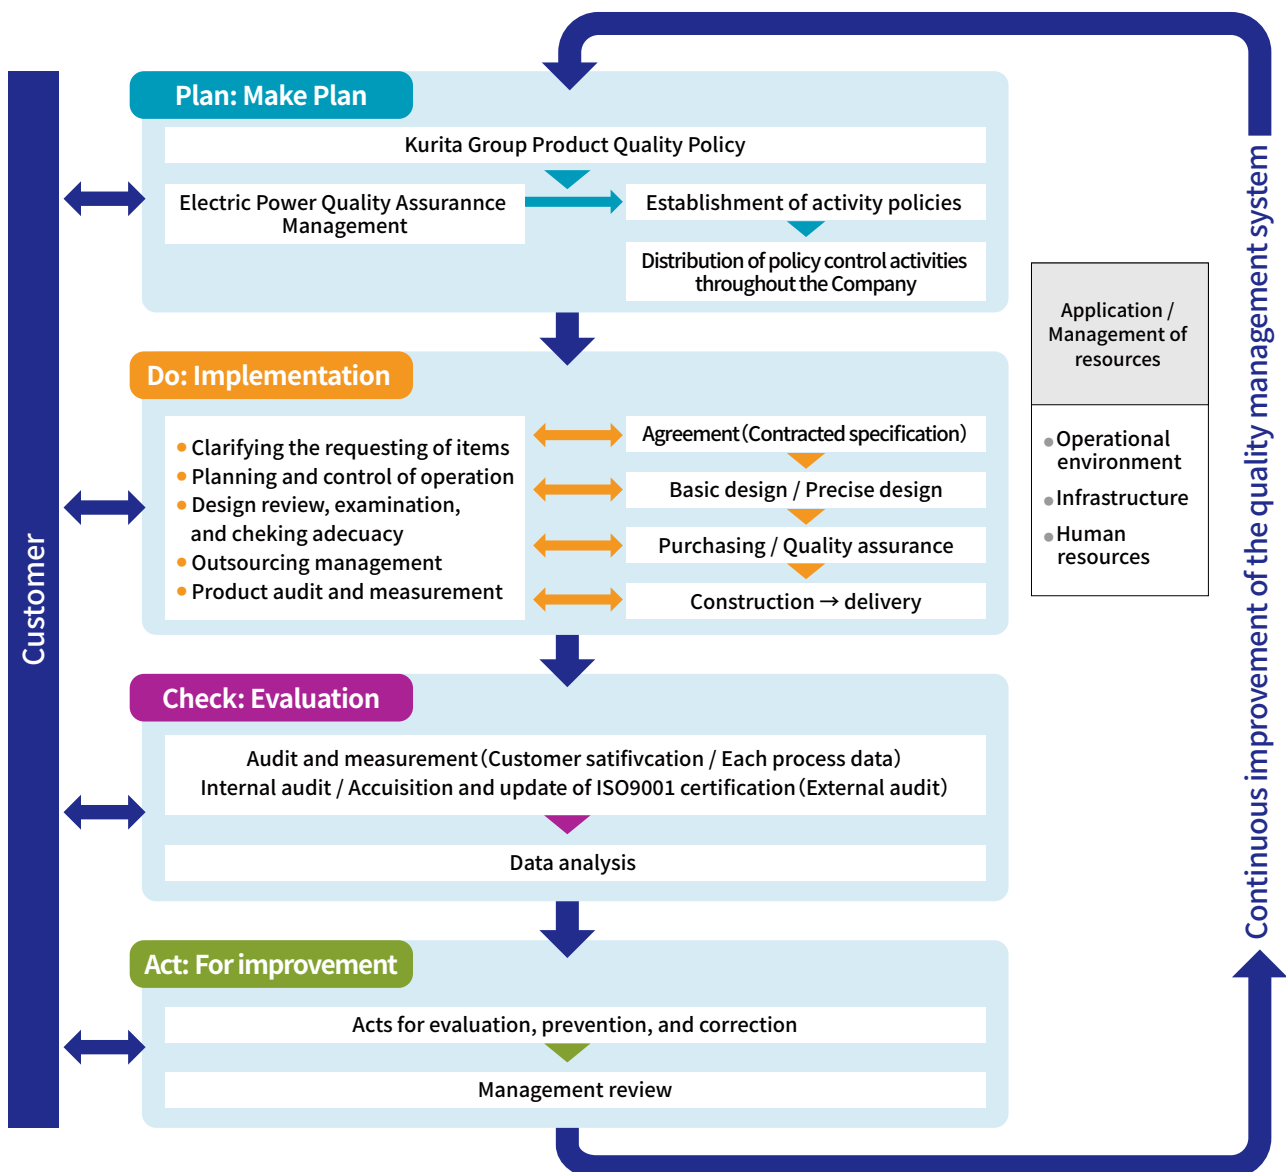 Plan: Make Plan
Kurita Group Product Quality Policy
Electric Power Quality Assurannce
Management
Establishment of activity policies
Distribution of policy control activities
throughout the Company
Do: Implementation
• Clarifying the requesting of items
• Planning and control of operation
• Design review, examination,
and cheking adequacy
• Outsourcing management
• Product audit and measurement
Agreement (Contracted specification)
Basic design / Precise design
Purchasing / Quality assurance
Construction → delivery
Check: Evaluation
Audit and measurement (Customer satifivcation / Each process data)
Internal audit / Accuisition and update of ISO9001 certification (External audit)
Data analysis
Act: For improvement
Acts for evaluation, prevention, and correction
Management review
Customer
Application /
Management of
resources
• Operational
environment
• Infrastructure
• Human
resources
Continuous improvement of the quality management system